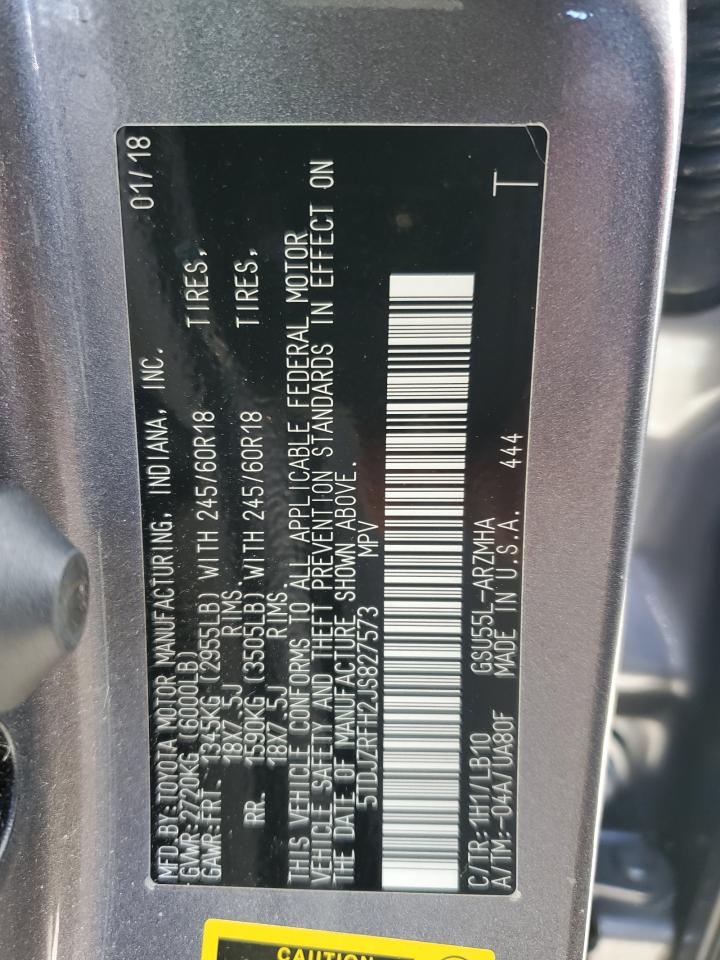 MFD.BY:TOYOTA MOTOR MANUFACTURING, INDIANA, INC. 01/18
GVWR:2720KG (6000LB)
GAWR:FRT. 1345KG (2955LB) WITH 245/60R18 TIRES,
18X7.5J RIMS.
RR. 1590KG (3505LB) WITH 245/60R18 TIRES,
18X7.5J RIMS.
THIS VEHICLE CONFORMS TO ALL APPLICABLE FEDERAL MOTOR
VEHICLE SAFETY AND THEFT PREVENTION STANDARDS IN EFFECT ON
THE DATE OF MANUFACTURE SHOWN ABOVE.
5TDJZRFH2JS827573 MPV
C/TR:1H1/LB10 GSU55L-ARZMHA
A/TM:-04A/UA80F MADE IN U.S.A. 444 T
CAUTION